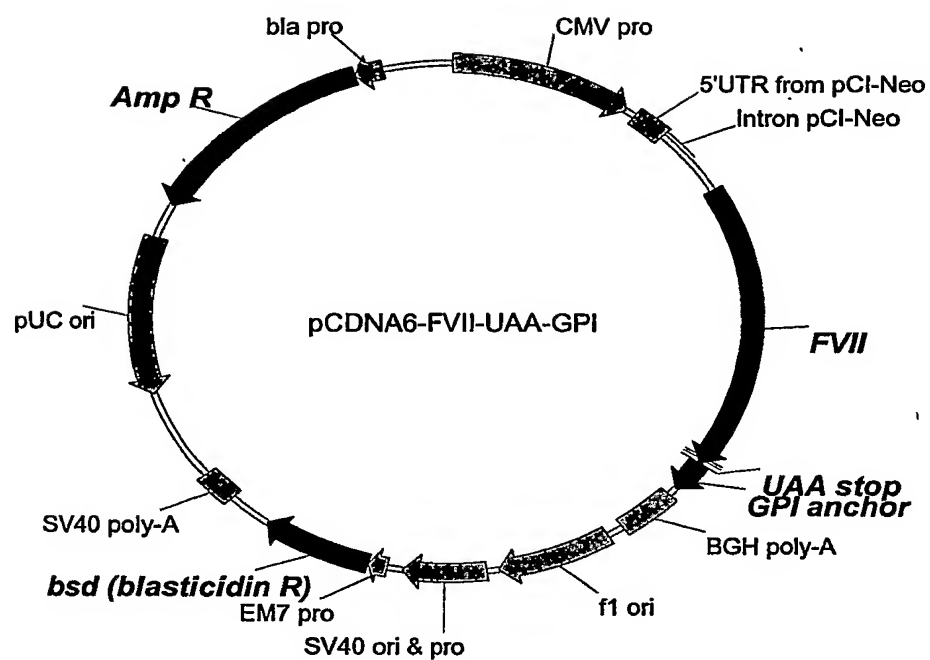 bla pro
CMV pro
Amp R
5'UTR from pCI-Neo
Intron pCI-Neo
pUC ori
pCDNA6-FVII-UAA-GPI
FVII
UAA stop
GPI anchor
SV40 poly-A
BGH poly-A
bsd (blasticidin R)
EM7 pro
f1 ori
SV40 ori & pro